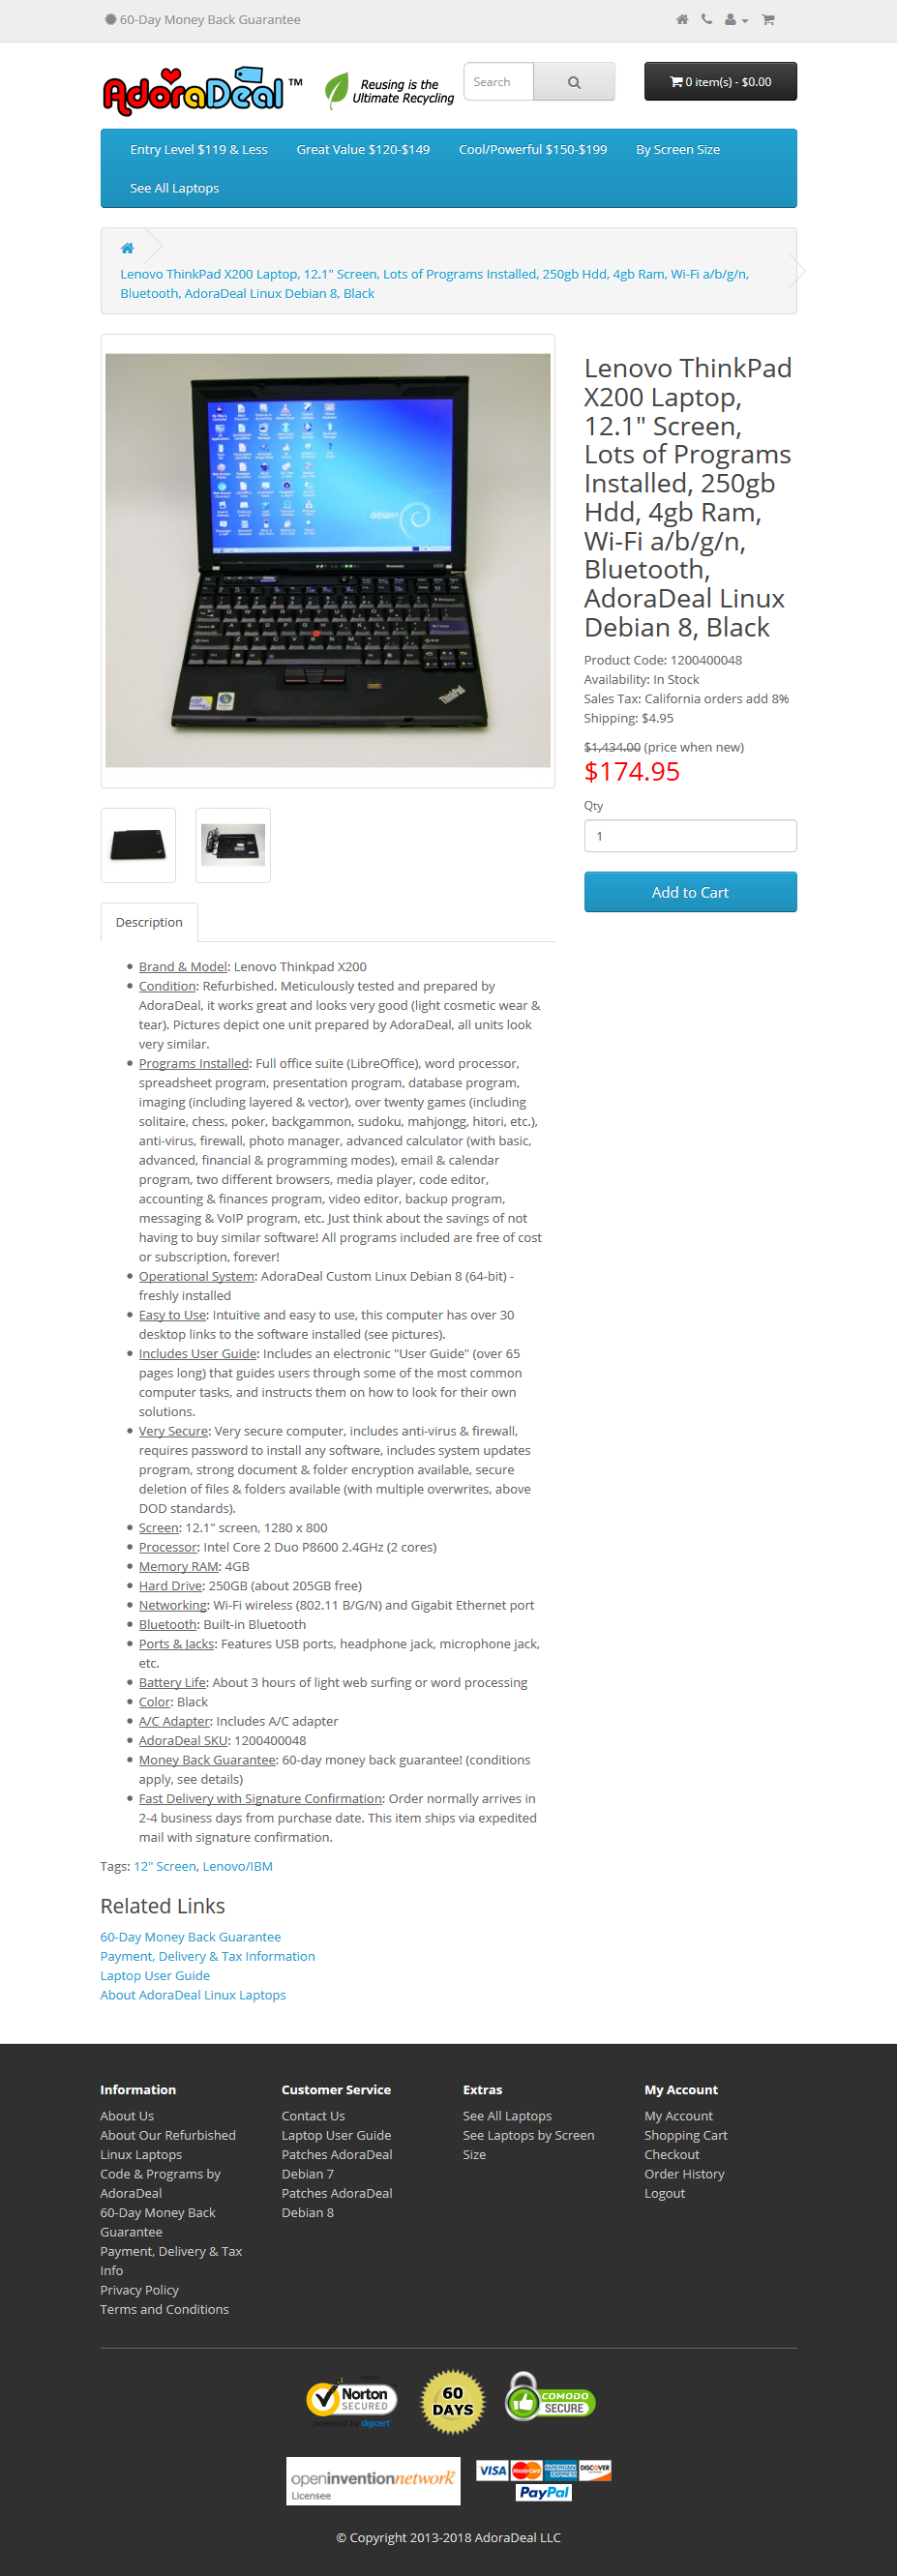 60-Day Money Back Guarantee
AdoraDeal ™
Reusing is the
Ultimate Recycling
Search
0 item(s) - $0.00
Entry Level $119 & Less
Great Value $120-$149
Cool/Powerful $150-$199
By Screen Size
See All Laptops
Lenovo ThinkPad X200 Laptop, 12.1" Screen, Lots of Programs Installed, 250gb Hdd, 4gb Ram, Wi-Fi a/b/g/n,
Bluetooth, AdoraDeal Linux Debian 8, Black
debian
ThinkPad
Lenovo ThinkPad
X200 Laptop,
12.1" Screen,
Lots of Programs
Installed, 250gb
Hdd, 4gb Ram,
Wi-Fi a/b/g/n,
Bluetooth,
AdoraDeal Linux
Debian 8, Black
Product Code: 1200400048
Availability: In Stock
Sales Tax: California orders add 8%
Shipping: $4.95
$1,434.00 (price when new)
$174.95
Qty
1
Add to Cart
Description
Brand & Model: Lenovo Thinkpad X200
Condition: Refurbished. Meticulously tested and prepared by
AdoraDeal, it works great and looks very good (light cosmetic wear &
tear). Pictures depict one unit prepared by AdoraDeal, all units look
very similar.
Programs Installed: Full office suite (LibreOffice), word processor,
spreadsheet program, presentation program, database program,
imaging (including layered & vector), over twenty games (including
solitaire, chess, poker, backgammon, sudoku, mahjongg, hitori, etc.),
anti-virus, firewall, photo manager, advanced calculator (with basic,
advanced, financial & programming modes), email & calendar
program, two different browsers, media player, code editor,
accounting & finances program, video editor, backup program,
messaging & VoIP program, etc. Just think about the savings of not
having to buy similar software! All programs included are free of cost
or subscription, forever!
Operational System: AdoraDeal Custom Linux Debian 8 (64-bit) -
freshly installed
Easy to Use: Intuitive and easy to use, this computer has over 30
desktop links to the software installed (see pictures).
Includes User Guide: Includes an electronic "User Guide" (over 65
pages long) that guides users through some of the most common
computer tasks, and instructs them on how to look for their own
solutions.
Very Secure: Very secure computer, includes anti-virus & firewall,
requires password to install any software, includes system updates
program, strong document & folder encryption available, secure
deletion of files & folders available (with multiple overwrites, above
DOD standards).
Screen: 12.1" screen, 1280 x 800
Processor: Intel Core 2 Duo P8600 2.4GHz (2 cores)
Memory RAM: 4GB
Hard Drive: 250GB (about 205GB free)
Networking: Wi-Fi wireless (802.11 B/G/N) and Gigabit Ethernet port
Bluetooth: Built-in Bluetooth
Ports & Jacks: Features USB ports, headphone jack, microphone jack,
etc.
Battery Life: About 3 hours of light web surfing or word processing
Color: Black
A/C Adapter: Includes A/C adapter
AdoraDeal SKU: 1200400048
Money Back Guarantee: 60-day money back guarantee! (conditions
apply, see details)
Fast Delivery with Signature Confirmation: Order normally arrives in
2-4 business days from purchase date. This item ships via expedited
mail with signature confirmation.
Tags: 12" Screen, Lenovo/IBM
Related Links
60-Day Money Back Guarantee
Payment, Delivery & Tax Information
Laptop User Guide
About AdoraDeal Linux Laptops
Information
About Us
About Our Refurbished
Linux Laptops
Code & Programs by
AdoraDeal
60-Day Money Back
Guarantee
Payment, Delivery & Tax
Info
Privacy Policy
Terms and Conditions
Customer Service
Contact Us
Laptop User Guide
Patches AdoraDeal
Debian 7
Patches AdoraDeal
Debian 8
Extras
See All Laptops
See Laptops by Screen
Size
My Account
My Account
Shopping Cart
Checkout
Order History
Logout
Norton
SECURED
powered by digicert
60
DAYS
COMODO
SECURE
openinventionnetwork
Licensee
VISA
MasterCard
AMERICAN EXPRESS
DISCOVER
PayPal
© Copyright 2013-2018 AdoraDeal LLC